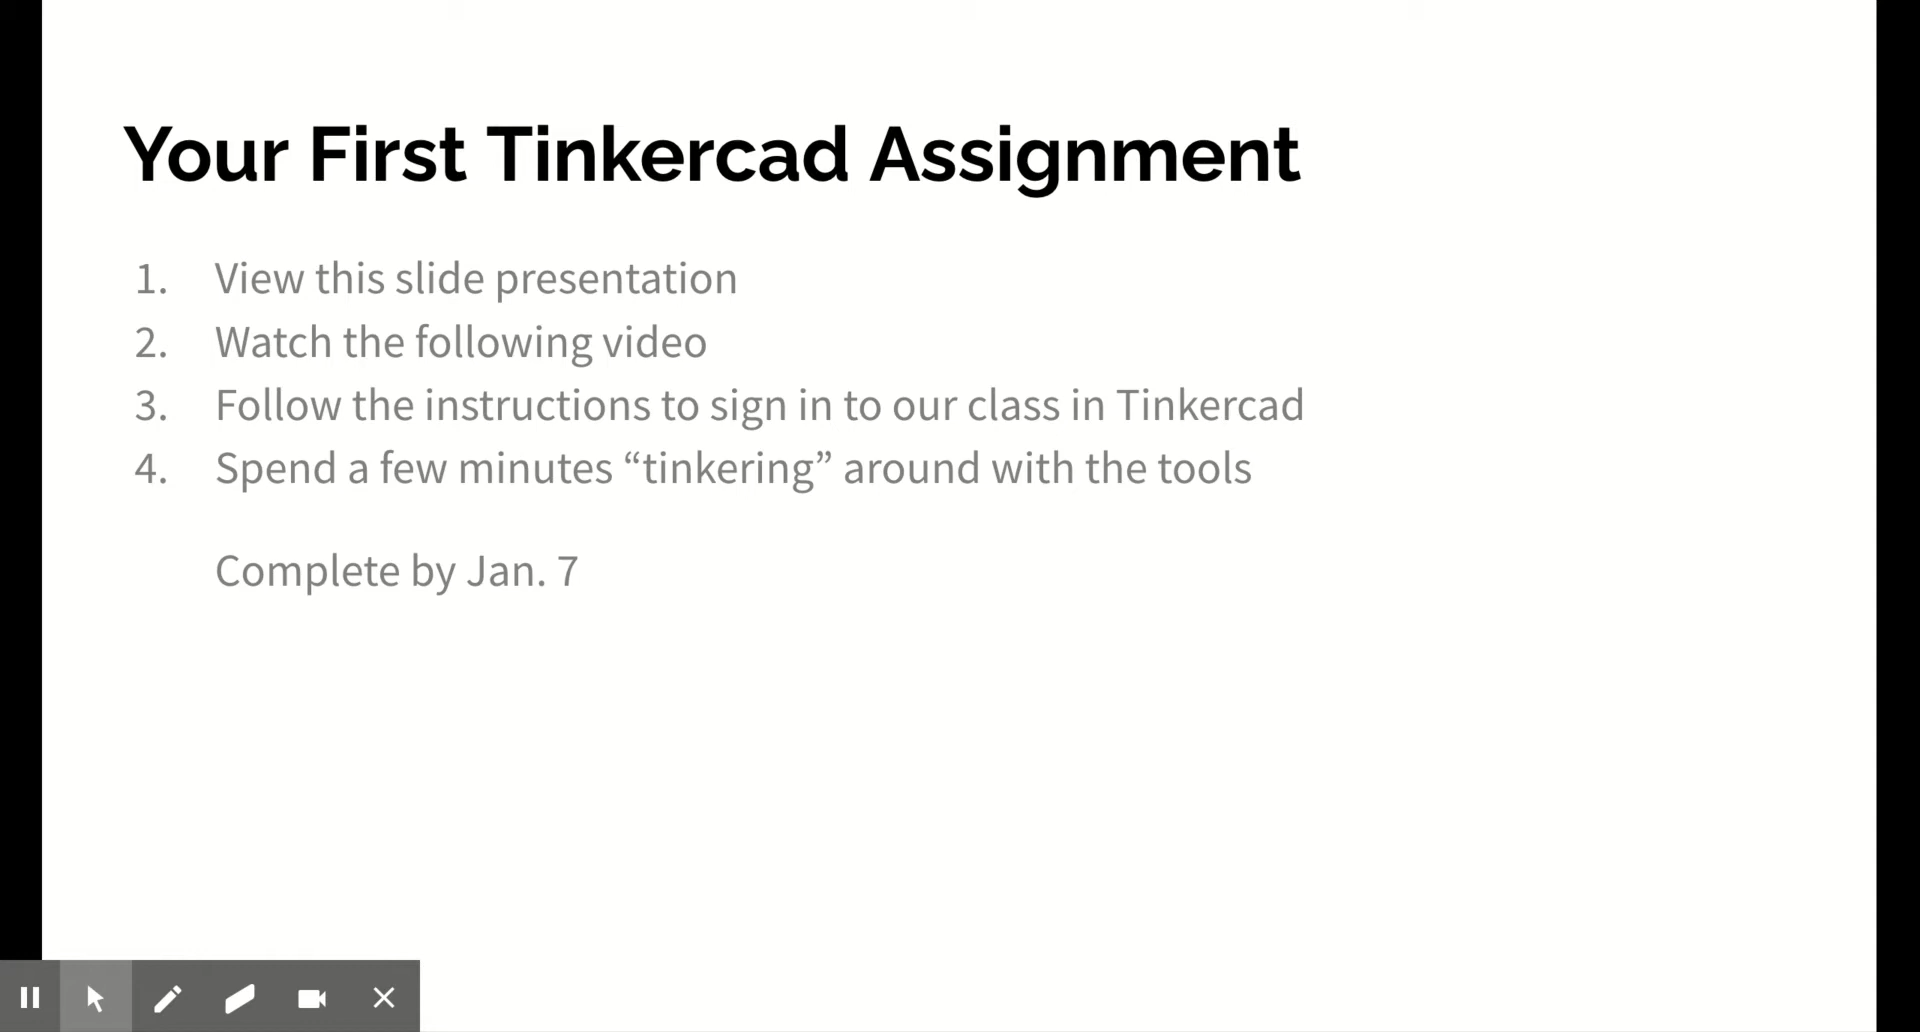 Your First Tinkercad Assignment
1. View this slide presentation
2. Watch the following video
3. Follow the instructions to sign in to our class in Tinkercad
4. Spend a few minutes “tinkering” around with the tools
Complete by Jan. 7